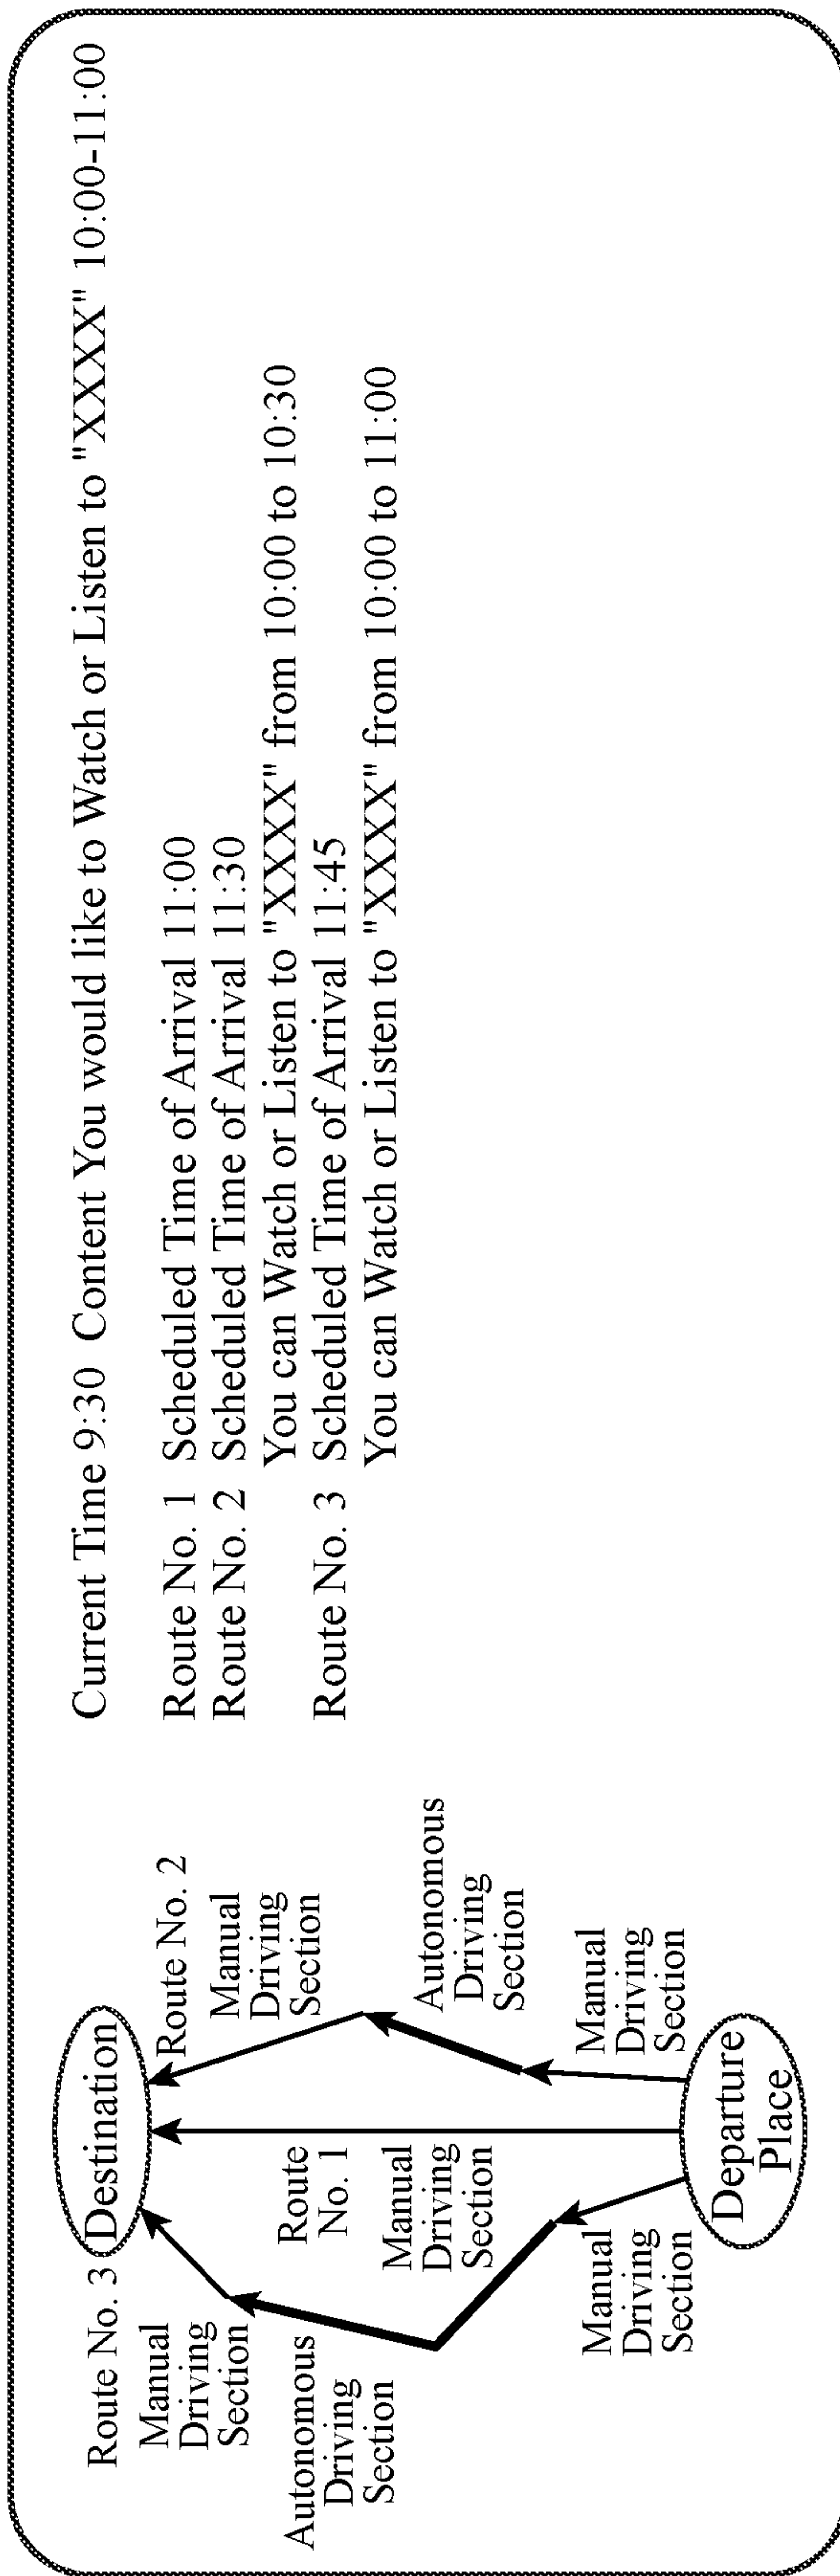 Current Time 9:30 Content You would like to Watch or Listen to "XXXX" 10:00-11:00
Route No. 1 Scheduled Time of Arrival 11:00
Route No. 2 Scheduled Time of Arrival 11:30
You can Watch or Listen to "XXXX" from 10:00 to 10:30
Route No. 3 Scheduled Time of Arrival 11:45
You can Watch or Listen to "XXXX" from 10:00 to 11:00
Route No. 3
Destination
Route No. 2
Manual
Driving
Section
Autonomous
Driving
Section
Route
No. 1
Manual
Driving
Section
Manual
Driving
Section
Autonomous
Driving
Section
Manual
Driving
Section
Manual
Driving
Section
Departure
Place